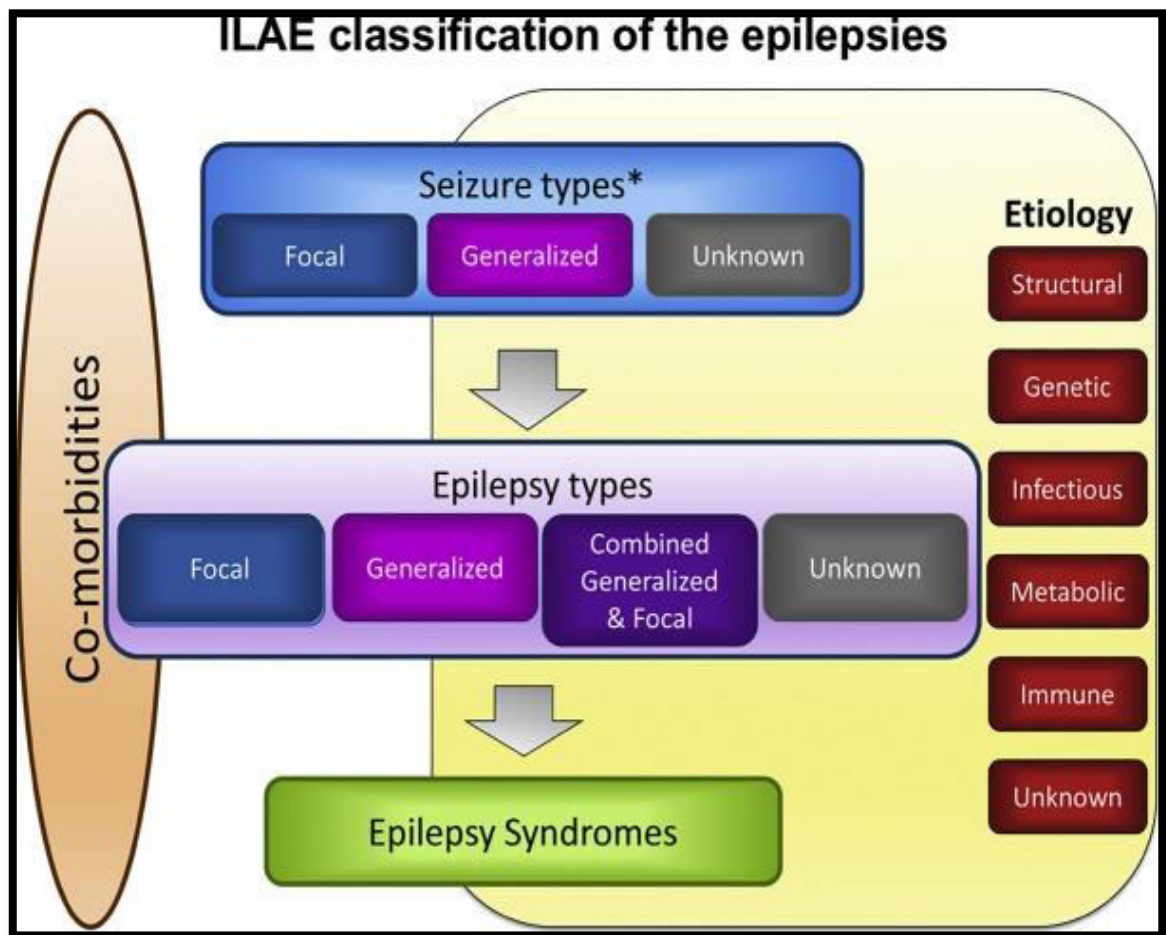 ILAE classification of the epilepsies
Co-morbidities
Seizure types*
Focal
Generalized
Unknown
Epilepsy types
Focal
Generalized
Combined
Generalized
& Focal
Unknown
Epilepsy Syndromes
Etiology
Structural
Genetic
Infectious
Metabolic
Immune
Unknown